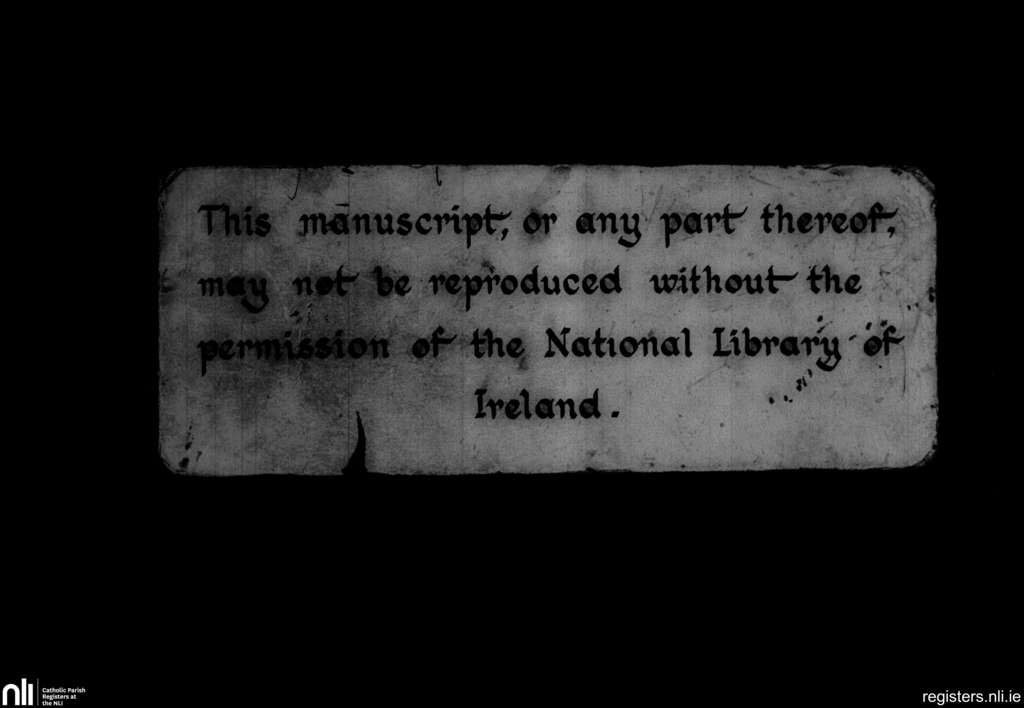 This manuscript, or any part thereof,
may not be reproduced without the
permission of the National Library of
Ireland.
nli
Catholic Parish
Registers at
the NLI
registers.nli.ie